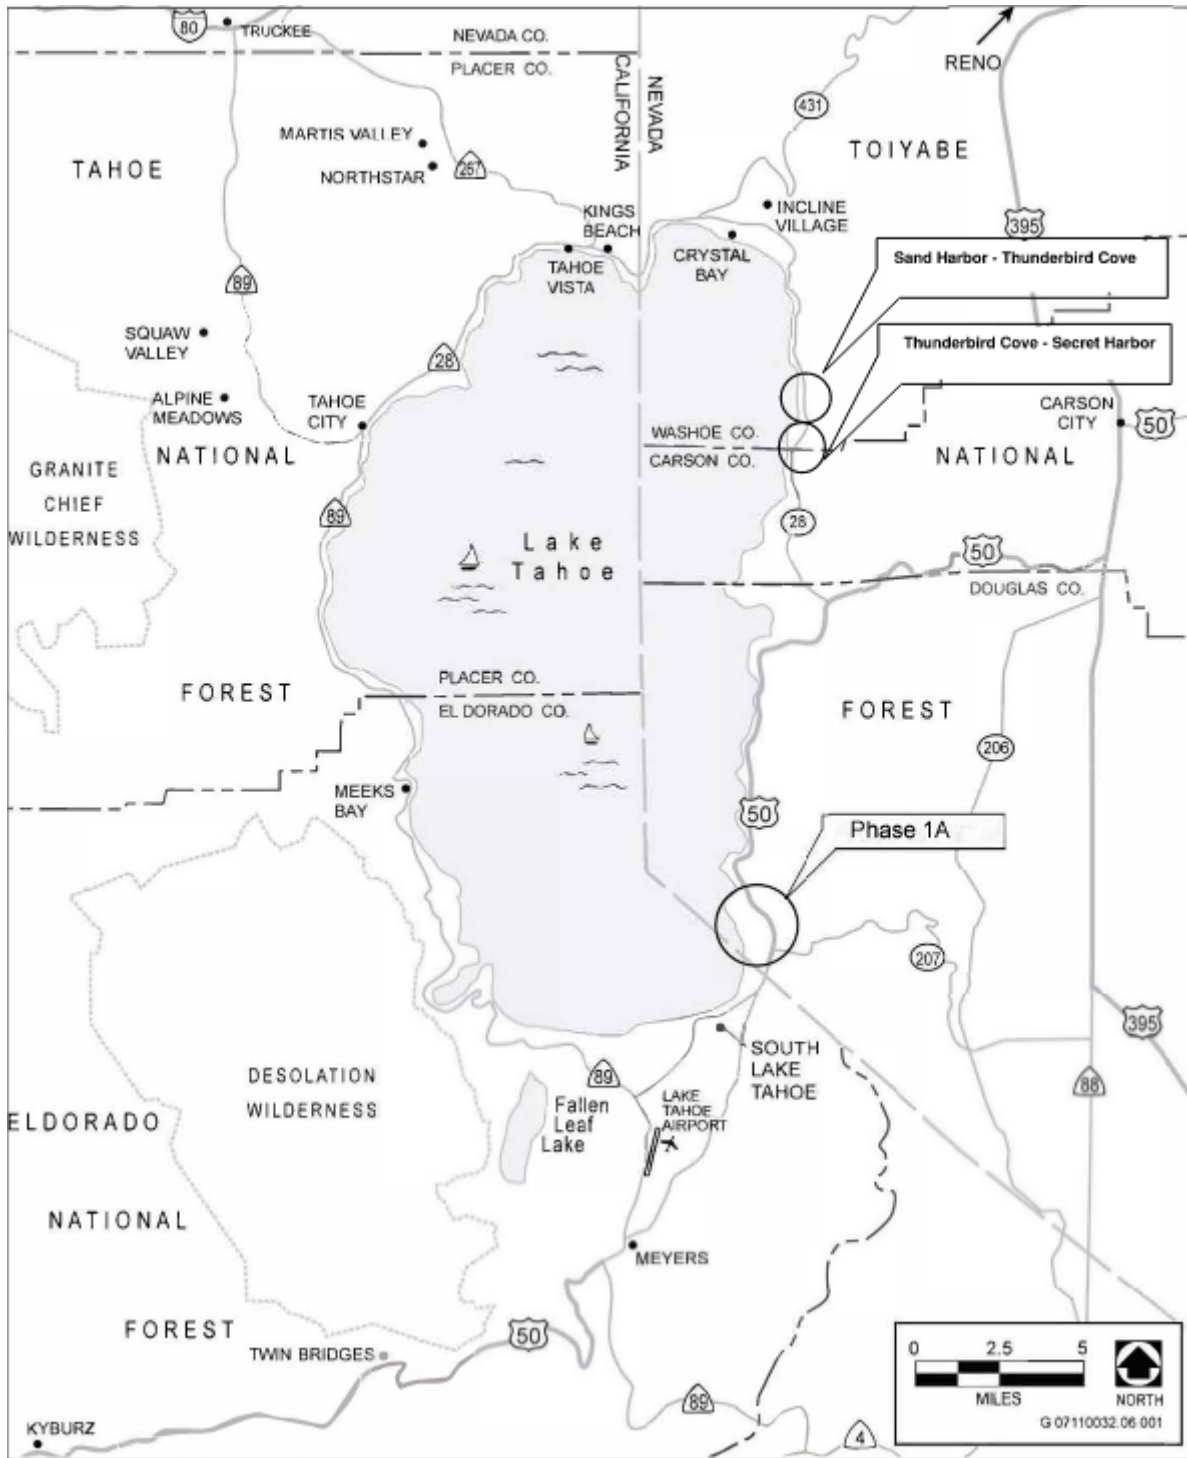 80
TRUCKEE
NEVADA CO.
PLACER CO.
CALIFORNIA
NEVADA
RENO
431
MARTIS VALLEY
NORTHSTAR
267
TAHOE
TOIYABE
KINGS
BEACH
INCLINE
VILLAGE
395
CRYSTAL
BAY
TAHOE
VISTA
Sand Harbor - Thunderbird Cove
89
SQUAW
VALLEY
28
Thunderbird Cove - Secret Harbor
ALPINE
MEADOWS
TAHOE
CITY
CARSON
CITY
50
WASHOE CO.
CARSON CO.
NATIONAL
NATIONAL
GRANITE
CHIEF
WILDERNESS
89
28
Lake
Tahoe
50
DOUGLAS CO.
PLACER CO.
EL DORADO CO.
FOREST
FOREST
206
MEEKS
BAY
50
Phase 1A
207
395
SOUTH
LAKE
TAHOE
89
88
DESOLATION
WILDERNESS
Fallen
Leaf
Lake
LAKE
TAHOE
AIRPORT
ELDORADO
NATIONAL
MEYERS
FOREST
50
TWIN BRIDGES
89
4
KYBURZ
0 2.5 5
MILES
NORTH
G 07110032.06 001